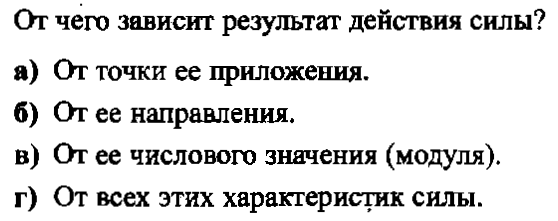 От чего зависит результат действия силы?
а) От точки ее приложения.
б) От ее направления.
в) От ее числового значения (модуля).
г) От всех этих характеристик силы.